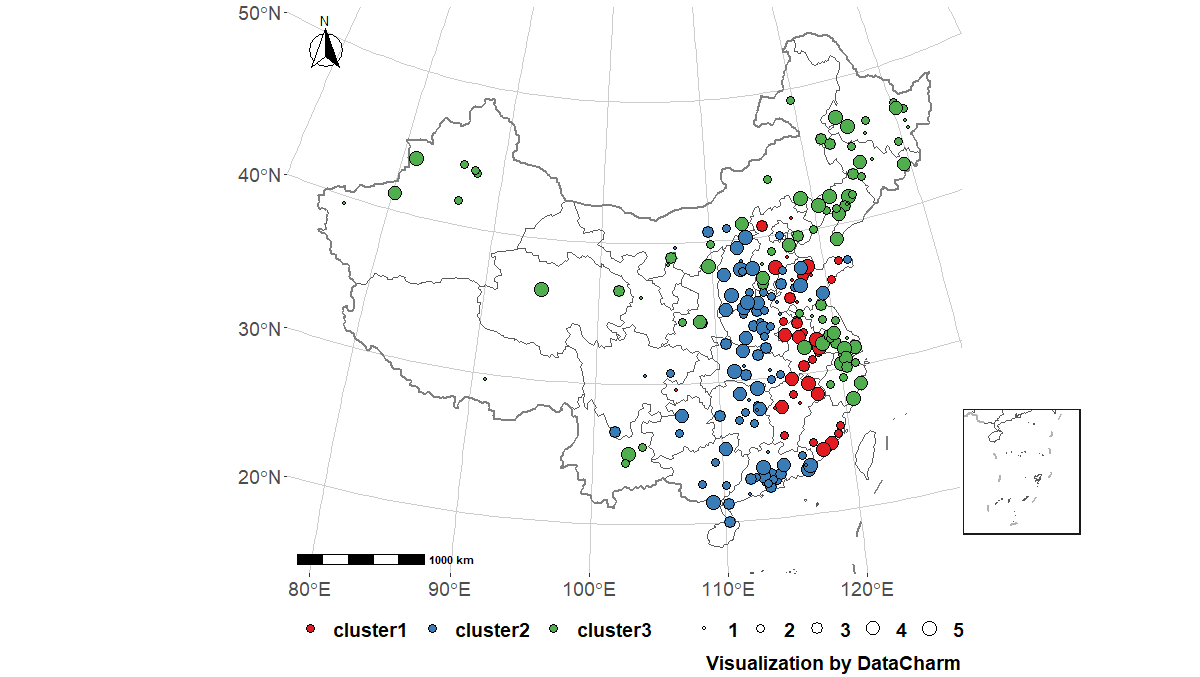 50°N
N
40°N
30°N
20°N
1000 km
80°E 90°E 100°E 110°E 120°E
cluster1 cluster2 cluster3 1 2 3 4 5
Visualization by DataCharm